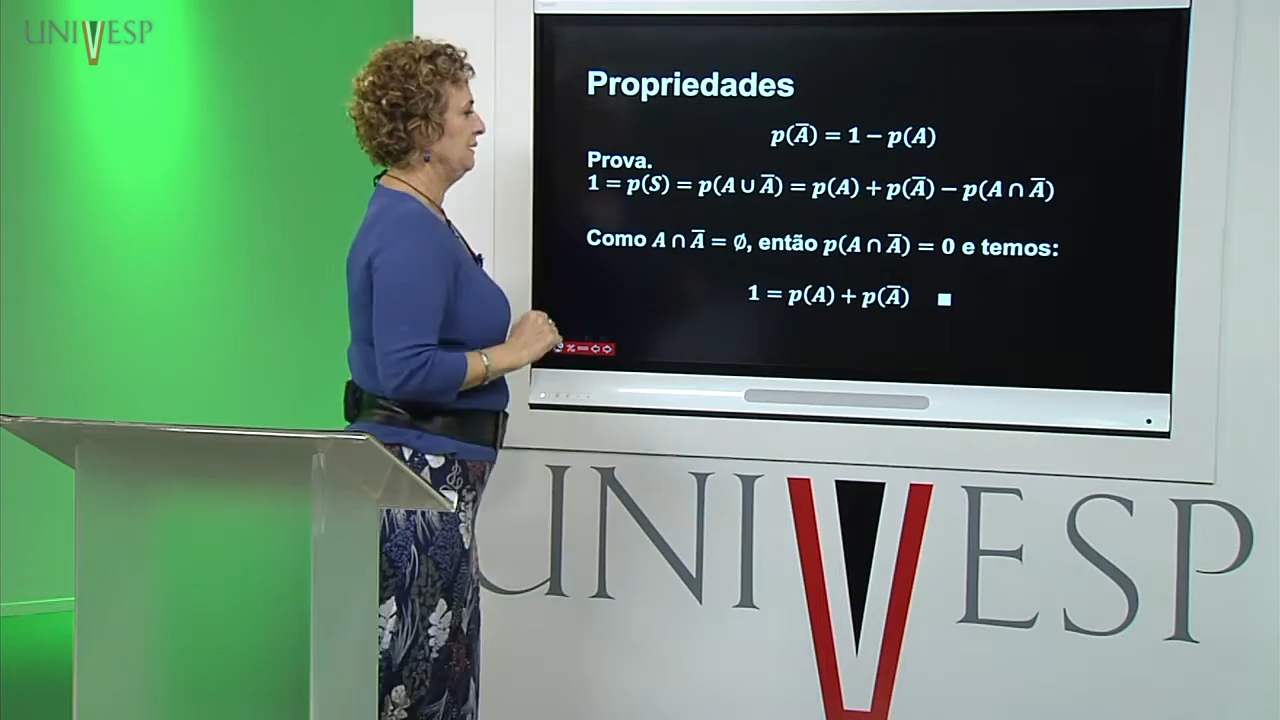 UNIVESP
Propriedades
p(A̅) = 1 − p(A)
Prova.
1 = p(S) = p(A ∪ A̅) = p(A) + p(A̅) − p(A ∩ A̅)
Como A ∩ A̅ = ∅, então p(A ∩ A̅) = 0 e temos:
1 = p(A) + p(A̅) ■
UNIVESP